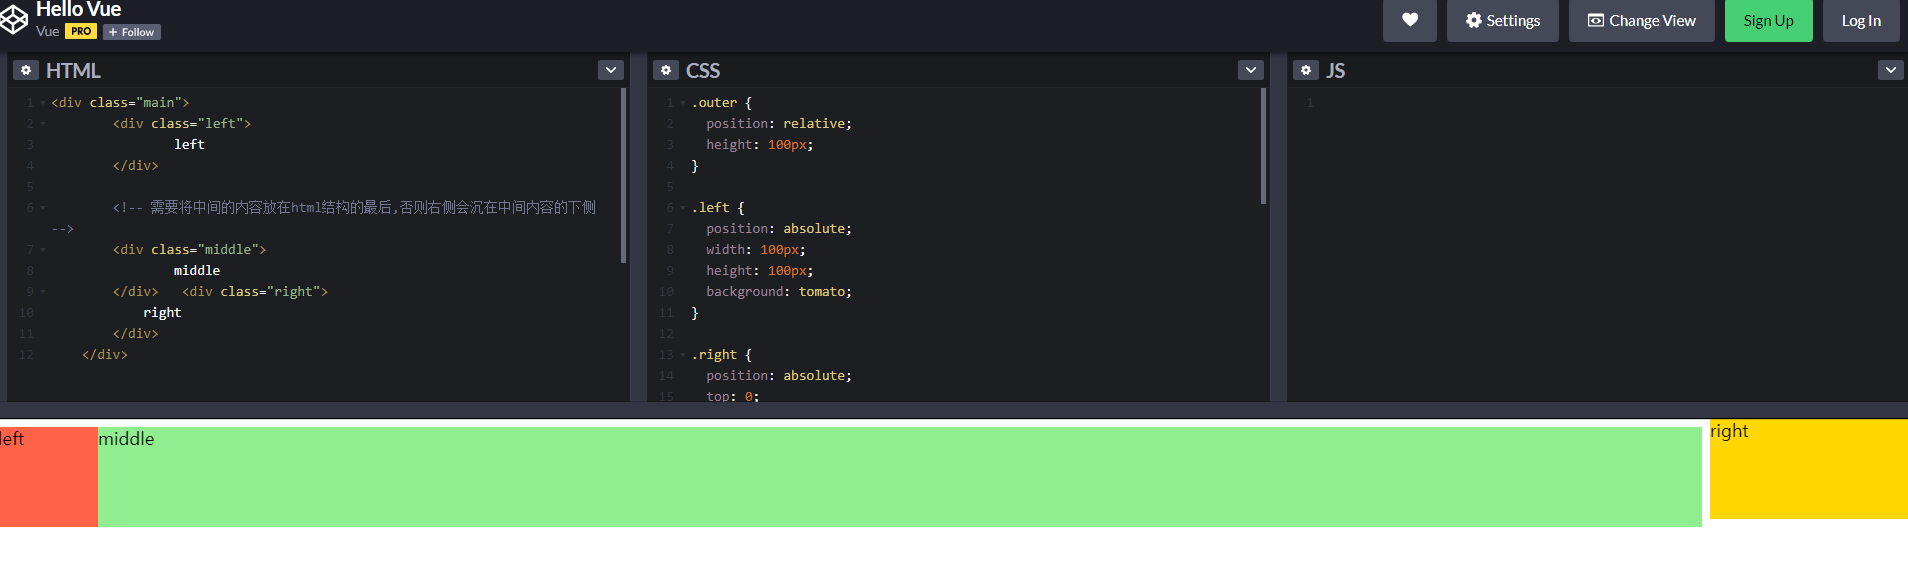 Hello Vue
Vue PRO + Follow
Settings
Change View
Sign Up
Log In
HTML
1 <div class="main">
2 <div class="left">
3 left
4 </div>
5
6 <!-- 需要将中间的内容放在html结构的最后,否则右侧会沉在中间内容的下侧
-->
7 <div class="middle">
8 middle
9 </div> <div class="right">
10 right
11 </div>
12 </div>
CSS
1 .outer {
2 position: relative;
3 height: 100px;
4 }
5
6 .left {
7 position: absolute;
8 width: 100px;
9 height: 100px;
10 background: tomato;
11 }
12
13 .right {
14 position: absolute;
15 top: 0;
JS
1
left
middle
right